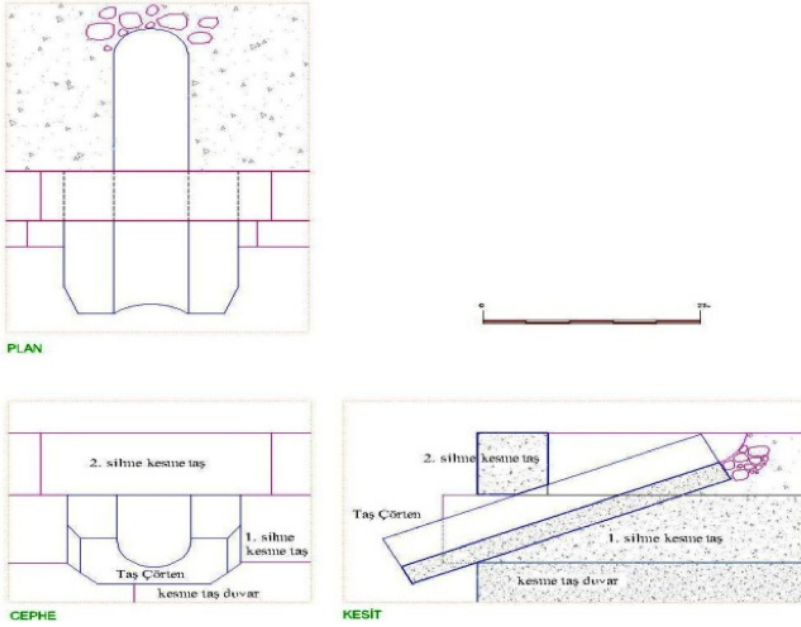 0
PLAN
2. silme kesme taş
1. silme
kesme taş
Taş Çörten
kesme taş duvar
CEPHE
2. silme kesme taş
Taş Çörten
1. silme kesme taş
kesme taş duvar
KESİT